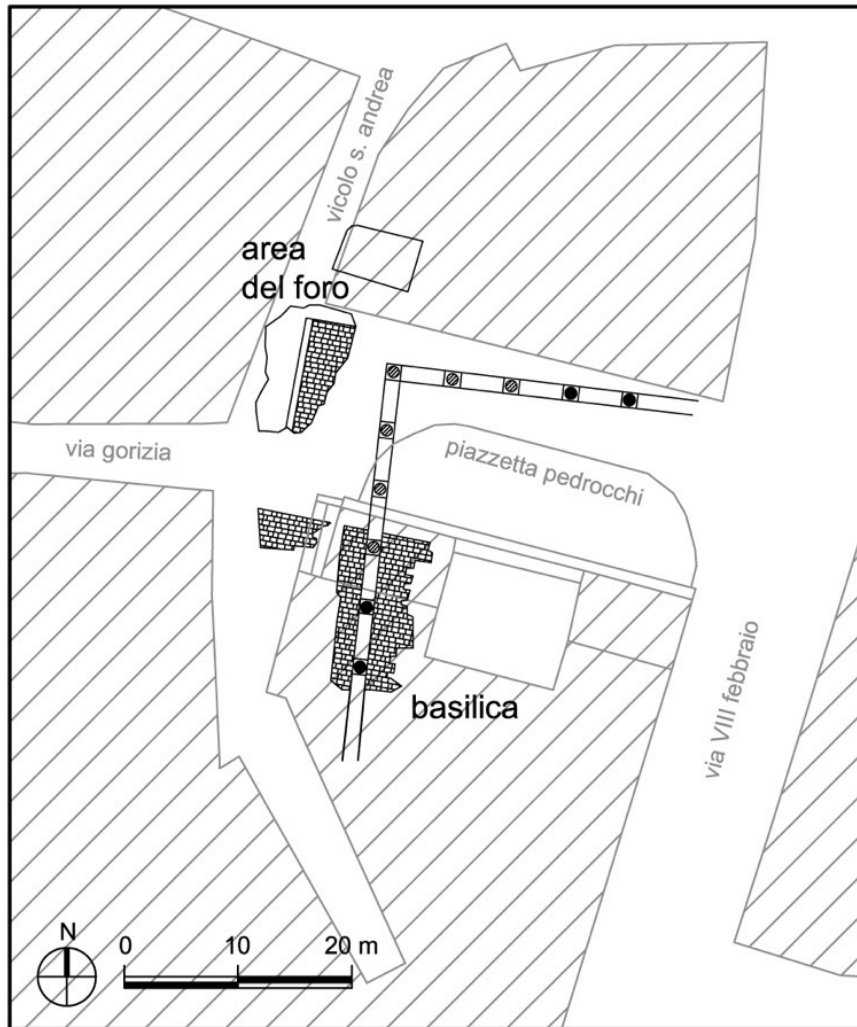 vicolo s. andrea
area
del foro
via gorizia
piazzetta pedrocchi
basilica
via VIII febbraio
N
0 10 20 m